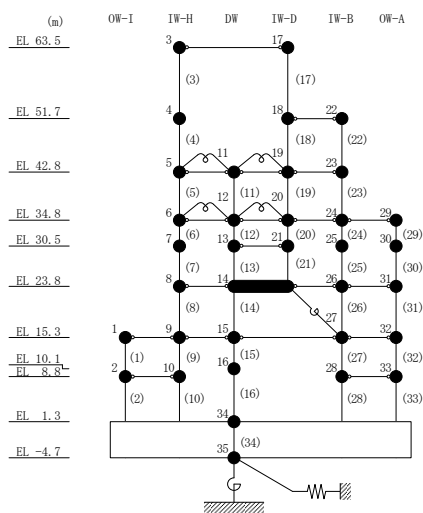 (m) OW-I IW-H DW IW-D IW-B OW-A
EL 63.5 3 17
(3) (17)
EL 51.7 4 18 22
(4) (18) (22)
11 19
EL 42.8 5 23
(5) (11) (19) (23)
12 20
EL 34.8 6 24 29
(6) (12) (20) (24) (29)
EL 30.5 7 13 21 25 30
(7) (13) (21) (25) (30)
EL 23.8 8 14 26 31
(8) (14) (26) (31)
27
EL 15.3 1 9 15 32
(1) (9) (15) (27) (32)
EL 10.1 16
EL 8.8 2 10 28 33
(2) (10) (16) (28) (33)
EL 1.3 34
(34)
EL -4.7 35